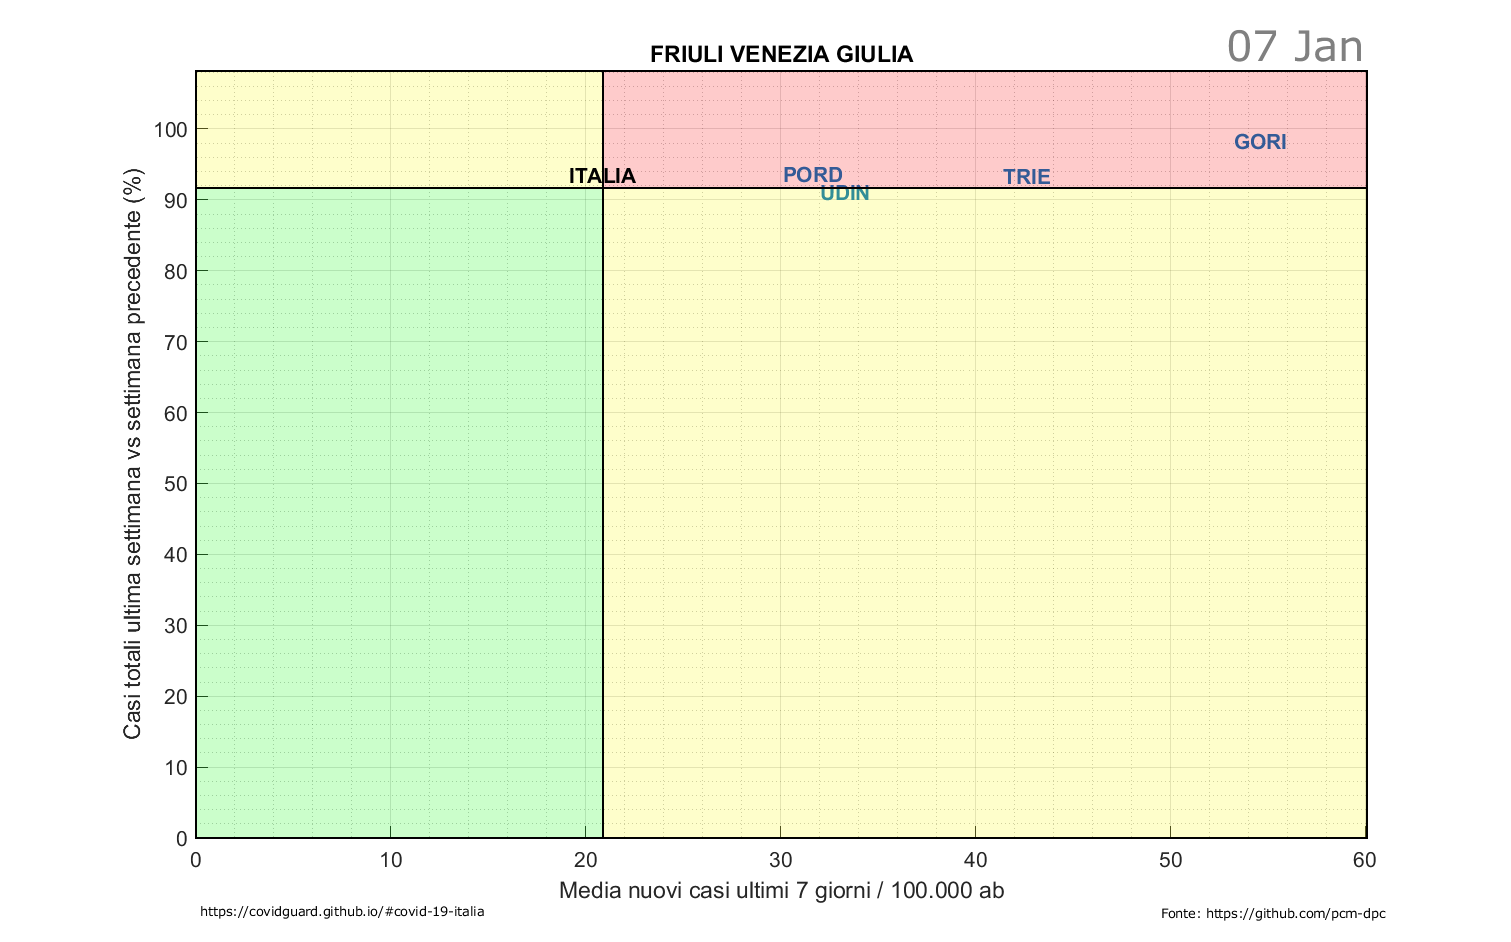 07 Jan
FRIULI VENEZIA GIULIA
Casi totali ultima settimana vs settimana precedente (%)
100
90
80
70
60
50
40
30
20
10
0
GORI
ITALIA
PORD
TRIE
UDIN
0
10
20
30
40
50
60
Media nuovi casi ultimi 7 giorni / 100.000 ab
https://covidguard.github.io/#covid-19-italia
Fonte: https://github.com/pcm-dpc